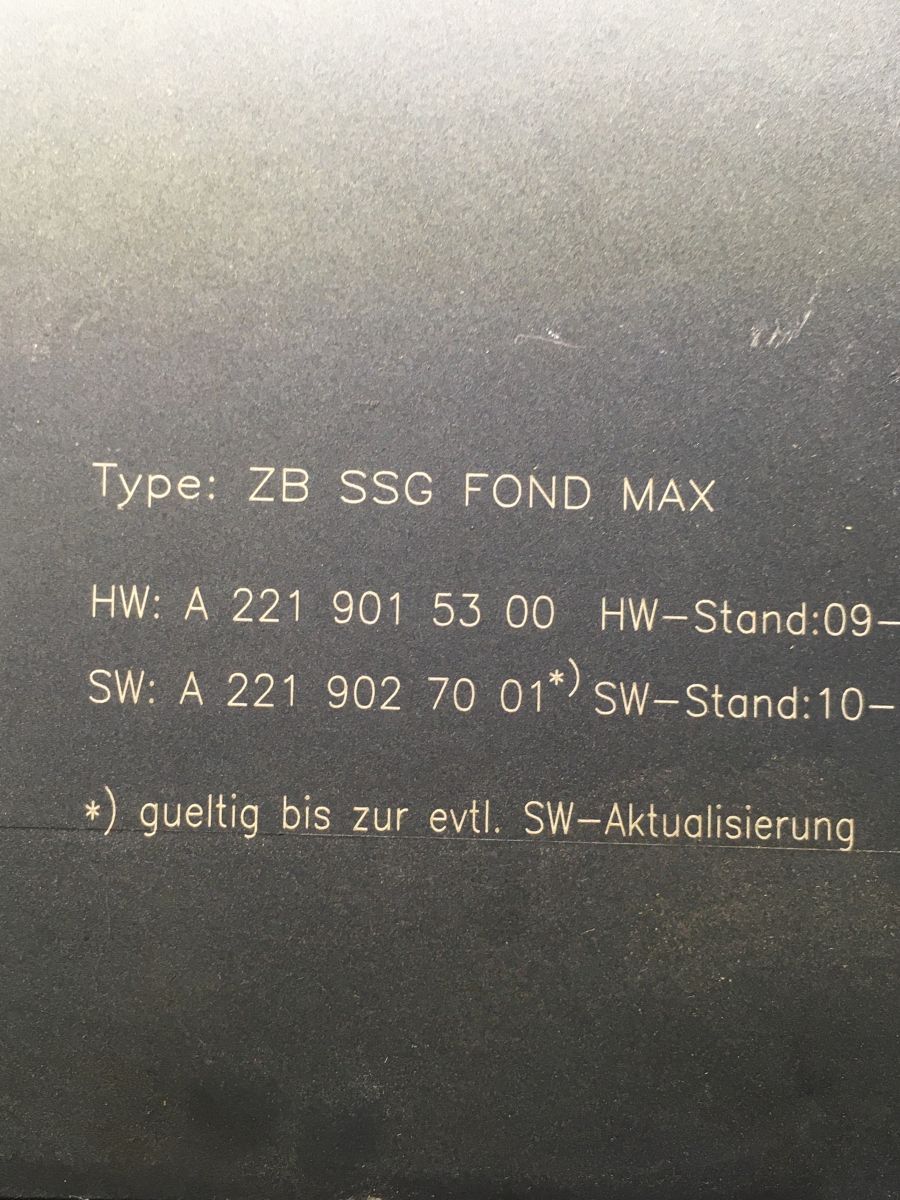 Type: ZB SSG FOND MAX
HW: A 221 901 53 00 HW-Stand:09-
SW: A 221 902 70 01*) SW-Stand:10-
*) gueltig bis zur evtl. SW-Aktualisierung